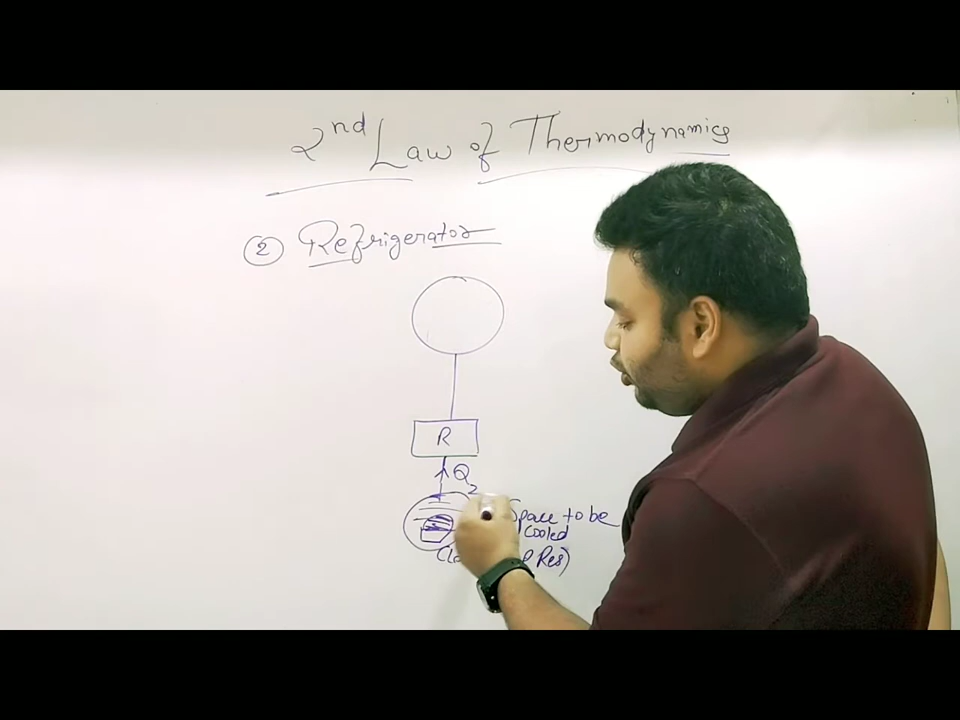 2nd Law of Thermodynamics
② Refrigerator
R
Q2
Space to be
cooled
Res)